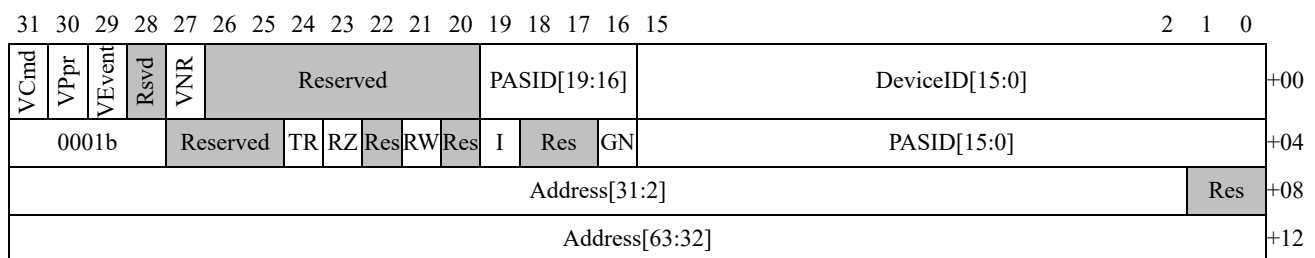 31 30 29 28 27 26 25 24 23 22 21 20 19 18 17 16 15 2 1 0
VCmd VPpr VEvent Rsvd VNR Reserved PASID[19:16] DeviceID[15:0] +00
0001b Reserved TR RZ Res RW Res I Res GN PASID[15:0] +04
Address[31:2] Res +08
Address[63:32] +12